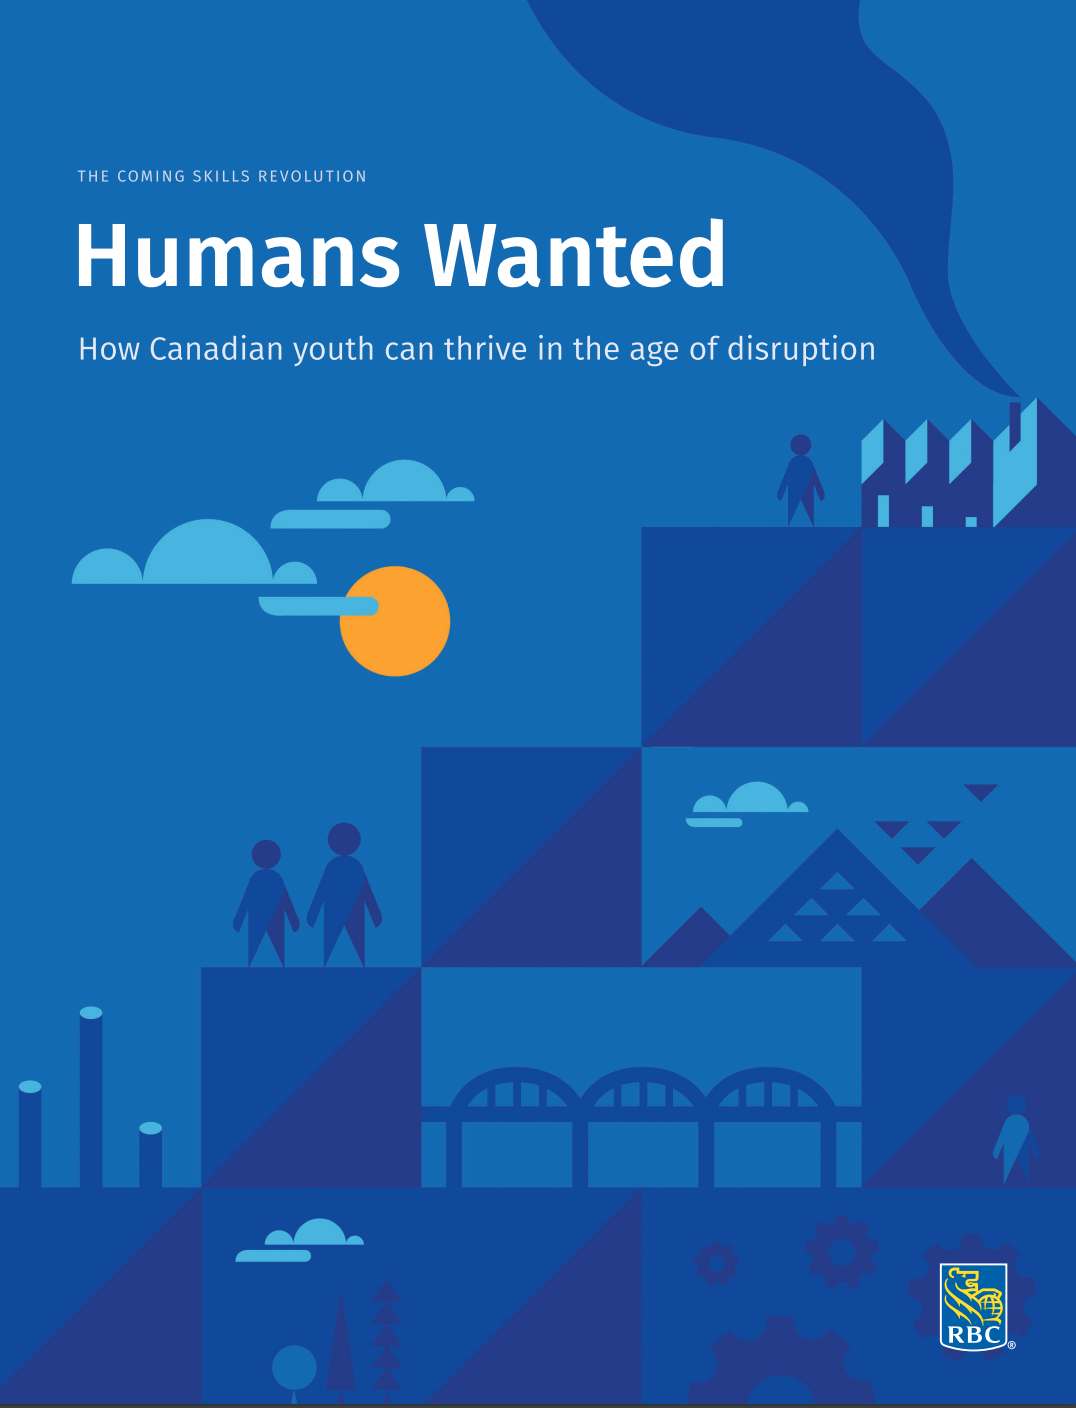 THE COMING SKILLS REVOLUTION
Humans Wanted
How Canadian youth can thrive in the age of disruption
RBC®